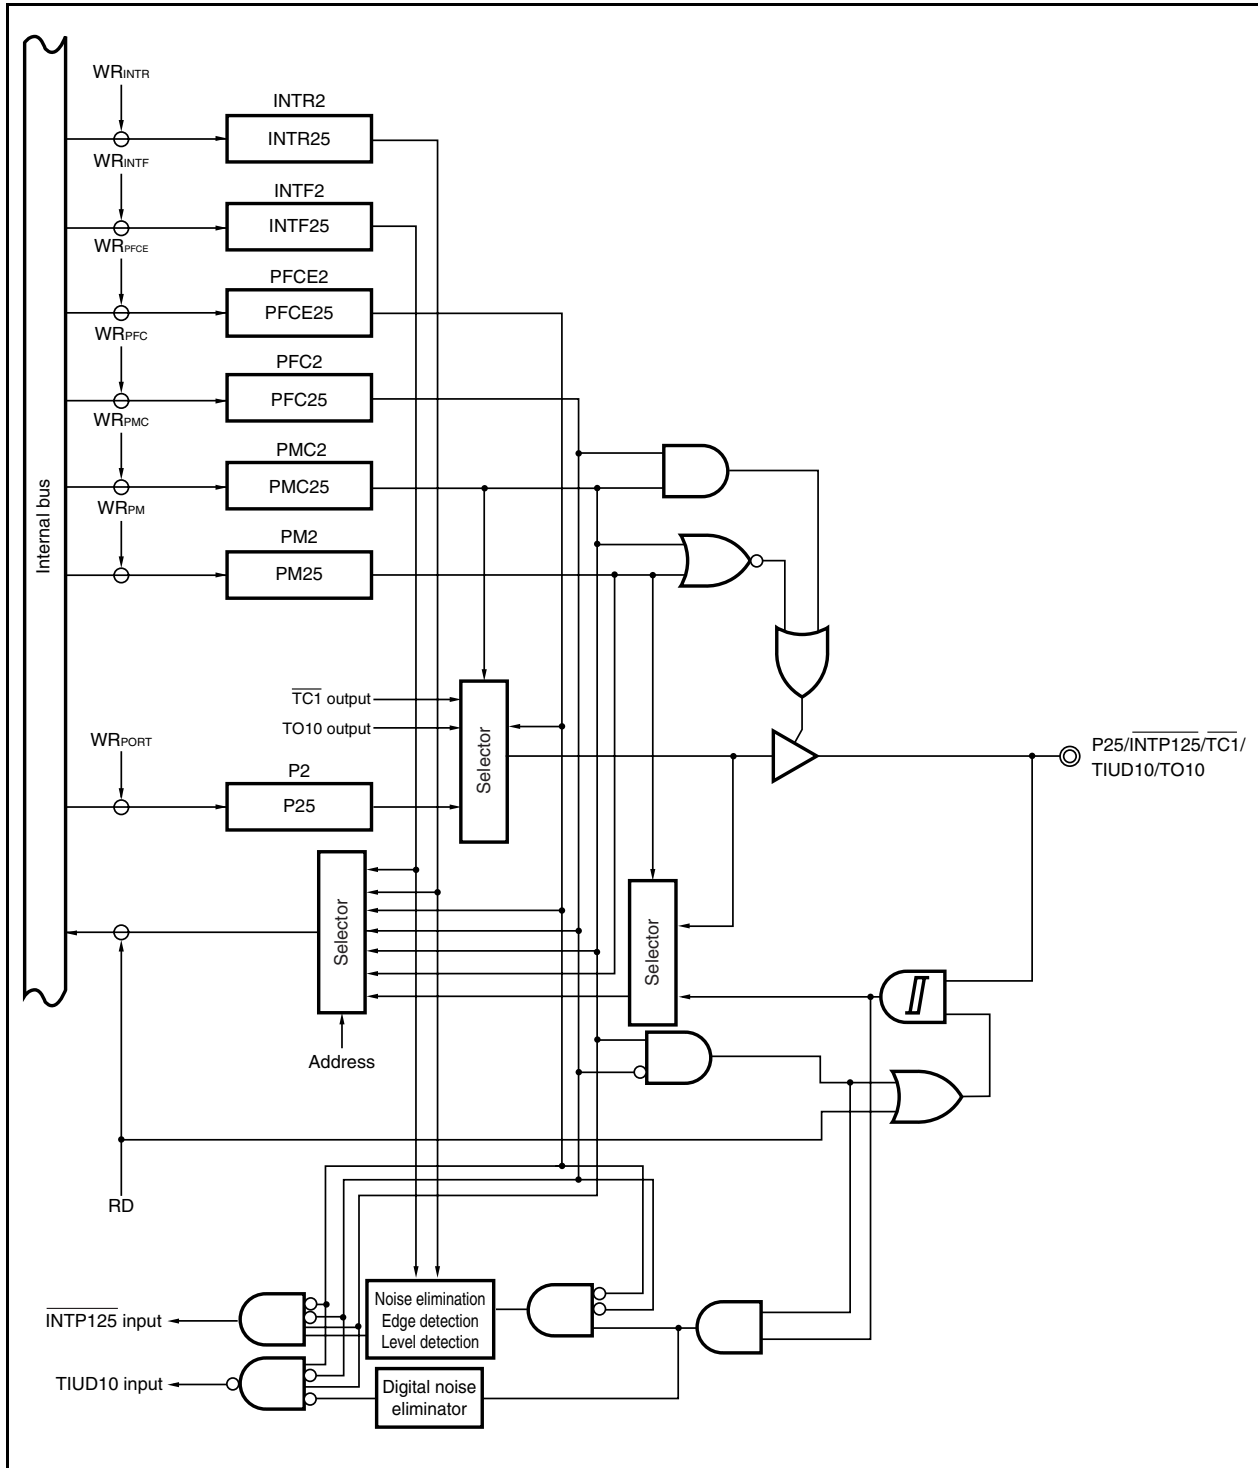 WRINTR
INTR2
INTR25
WRINTF
INTF2
INTF25
WRPFCE
PFCE2
PFCE25
WRPFC
PFC2
PFC25
WRPMC
PMC2
PMC25
WRPM
PM2
PM25
Internal bus
TC1 output
TO10 output
Selector
WRPORT
P2
P25
P25/INTP125/TC1/
TIUD10/TO10
Selector
Selector
Address
RD
Noise elimination
Edge detection
Level detection
INTP125 input
TIUD10 input
Digital noise
eliminator